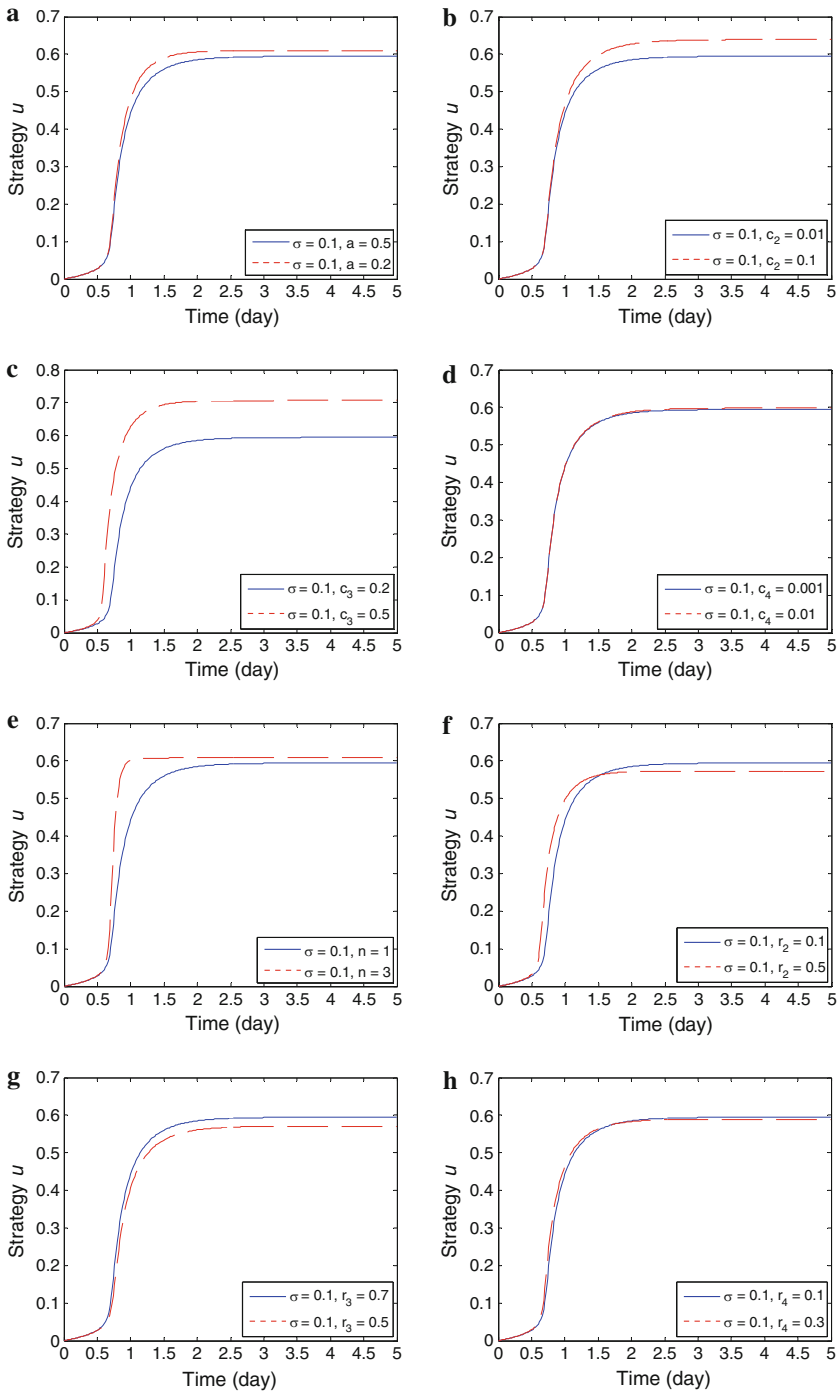 a
Strategy u
0.7
0.6
0.5
0.4
0.3
0.2
0.1
0
0 0.5 1 1.5 2 2.5 3 3.5 4 4.5 5
Time (day)
σ = 0.1, a = 0.5
σ = 0.1, a = 0.2
b
Strategy u
0.7
0.6
0.5
0.4
0.3
0.2
0.1
0
0 0.5 1 1.5 2 2.5 3 3.5 4 4.5 5
Time (day)
σ = 0.1, c2 = 0.01
σ = 0.1, c2 = 0.1
c
Strategy u
0.8
0.7
0.6
0.5
0.4
0.3
0.2
0.1
0
0 0.5 1 1.5 2 2.5 3 3.5 4 4.5 5
Time (day)
σ = 0.1, c3 = 0.2
σ = 0.1, c3 = 0.5
d
Strategy u
0.7
0.6
0.5
0.4
0.3
0.2
0.1
0
0 0.5 1 1.5 2 2.5 3 3.5 4 4.5 5
Time (day)
σ = 0.1, c4 = 0.001
σ = 0.1, c4 = 0.01
e
Strategy u
0.7
0.6
0.5
0.4
0.3
0.2
0.1
0
0 0.5 1 1.5 2 2.5 3 3.5 4 4.5 5
Time (day)
σ = 0.1, n = 1
σ = 0.1, n = 3
f
Strategy u
0.7
0.6
0.5
0.4
0.3
0.2
0.1
0
0 0.5 1 1.5 2 2.5 3 3.5 4 4.5 5
Time (day)
σ = 0.1, r2 = 0.1
σ = 0.1, r2 = 0.5
g
Strategy u
0.7
0.6
0.5
0.4
0.3
0.2
0.1
0
0 0.5 1 1.5 2 2.5 3 3.5 4 4.5 5
Time (day)
σ = 0.1, r3 = 0.7
σ = 0.1, r3 = 0.5
h
Strategy u
0.7
0.6
0.5
0.4
0.3
0.2
0.1
0
0 0.5 1 1.5 2 2.5 3 3.5 4 4.5 5
Time (day)
σ = 0.1, r4 = 0.1
σ = 0.1, r4 = 0.3